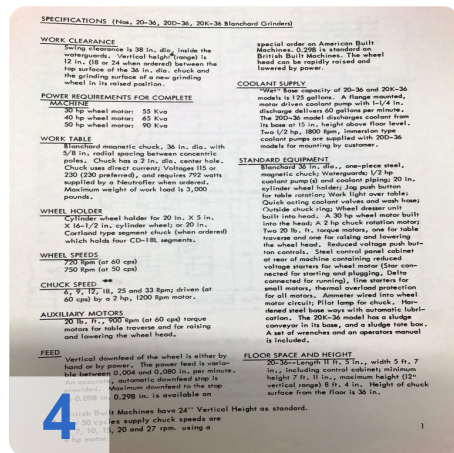 SPECIFICATIONS (Nos. 20-36, 20D-36, 20K-36 Blanchard Grinders)
WORK CLEARANCE
Swing clearance is 38 in. dia. inside the
waterguards. Vertical height (range) is
12 in. (18 or 24 when ordered) between the
top surface of the 36 in. dia. chuck and
the grinding surface of a new grinding
wheel in its raised position.
POWER REQUIREMENTS FOR COMPLETE
MACHINE
30 hp wheel motor: 55 Kva
40 hp wheel motor: 65 Kva
50 hp wheel motor: 90 Kva
WORK TABLE
Blanchard magnetic chuck, 36 in. dia. with
5/8 in. radial spacing between concentric
poles. Chuck has a 2 in. dia. center hole.
Chuck uses direct current; Voltages 115 or
230 (230 preferred), and requires 792 watts
supplied by a Neutrofier when ordered.
Maximum weight of work load is 3,000
pounds.
WHEEL HOLDER
Cylinder wheel holder for 20 in. X 5 in.
X 16-1/2 in. cylinder wheel; or 20 in.
Cortland type segment chuck (when ordered)
which holds four CD-18L segments.
WHEEL SPEEDS
720 Rpm (at 60 cps)
750 Rpm (at 50 cps)
CHUCK SPEED **
6, 9, 12, 18, 25 and 33 Rpm; driven (at
60 cps) by a 2 hp, 1200 Rpm motor.
AUXILIARY MOTORS
20 lb. ft., 900 Rpm (at 60 cps) torque
motors for table traverse and for raising
and lowering the wheel head.
FEED
Vertical downfeed of the wheel is either by
hand or by power. The power feed is varia-
ble between 0.004 and 0.080 in. per minute.
An accurate, automatic downfeed stop is
provided. Maximum downfeed to the stop
0.098 in. 0.298 in. is available on
special order on American Built
Machines. 0.298 is standard on
British Built Machines. The wheel
head can be rapidly raised and
lowered by power.
COOLANT SUPPLY
"Wet" Base capacity of 20-36 and 20K-36
models is 125 gallons. A flange mounted,
motor driven coolant pump with 1-1/4 in.
discharge delivers 60 gallons per minute.
The 20D-36 model discharges coolant from
its base at 15 in. height above floor level.
Two 1/2 hp, 1800 Rpm, immersion type
coolant pumps are supplied with 20D-36
models for mounting by customer.
STANDARD EQUIPMENT
Blanchard 36 in. dia., one-piece steel,
magnetic chuck; Waterguards; 1/2 hp
coolant pump(s) and coolant piping; 20 in.
cylinder wheel holder; Jog push button
for table rotation; Work light over table;
Quick acting coolant valves and wash hose;
Outside chuck ring; Wheel dresser unit
built into head. A 30 hp wheel motor built
into the head; A 2 hp chuck rotation motor;
Two 20 lb. ft. torque motors, one for table
traverse and one for raising and lowering
the wheel head. Reduced voltage push but-
ton controls. Steel control panel cabinet
at rear of machine containing reduced
voltage starters for wheel motor (Star con-
nected for starting and plugging, Delta
connected for running), line starters for
small motors, thermal overload protection
for all motors. Ammeter wired into wheel
motor circuit; Pilot lamp for chuck. Har-
dened steel base ways with automatic lubri-
cation. The 20K-36 model has a sludge
conveyor in its base, and a sludge tote box.
A set of wrenches and an operators manual
is included.
FLOOR SPACE AND HEIGHT
20-36--Length 11 ft. 5 in., width 5 ft. 7
in., including control cabinet; minimum
height 7 ft. 11 in., maximum height (12"
vertical range) 8 ft. 4 in. Height of chuck
surface from the floor is 36 in.
British Built Machines have 24" Vertical Height as standard.
50 cycles supply chuck speeds are
7, 10, 15, 20 and 27 rpm. using a
hp motor.
1
4